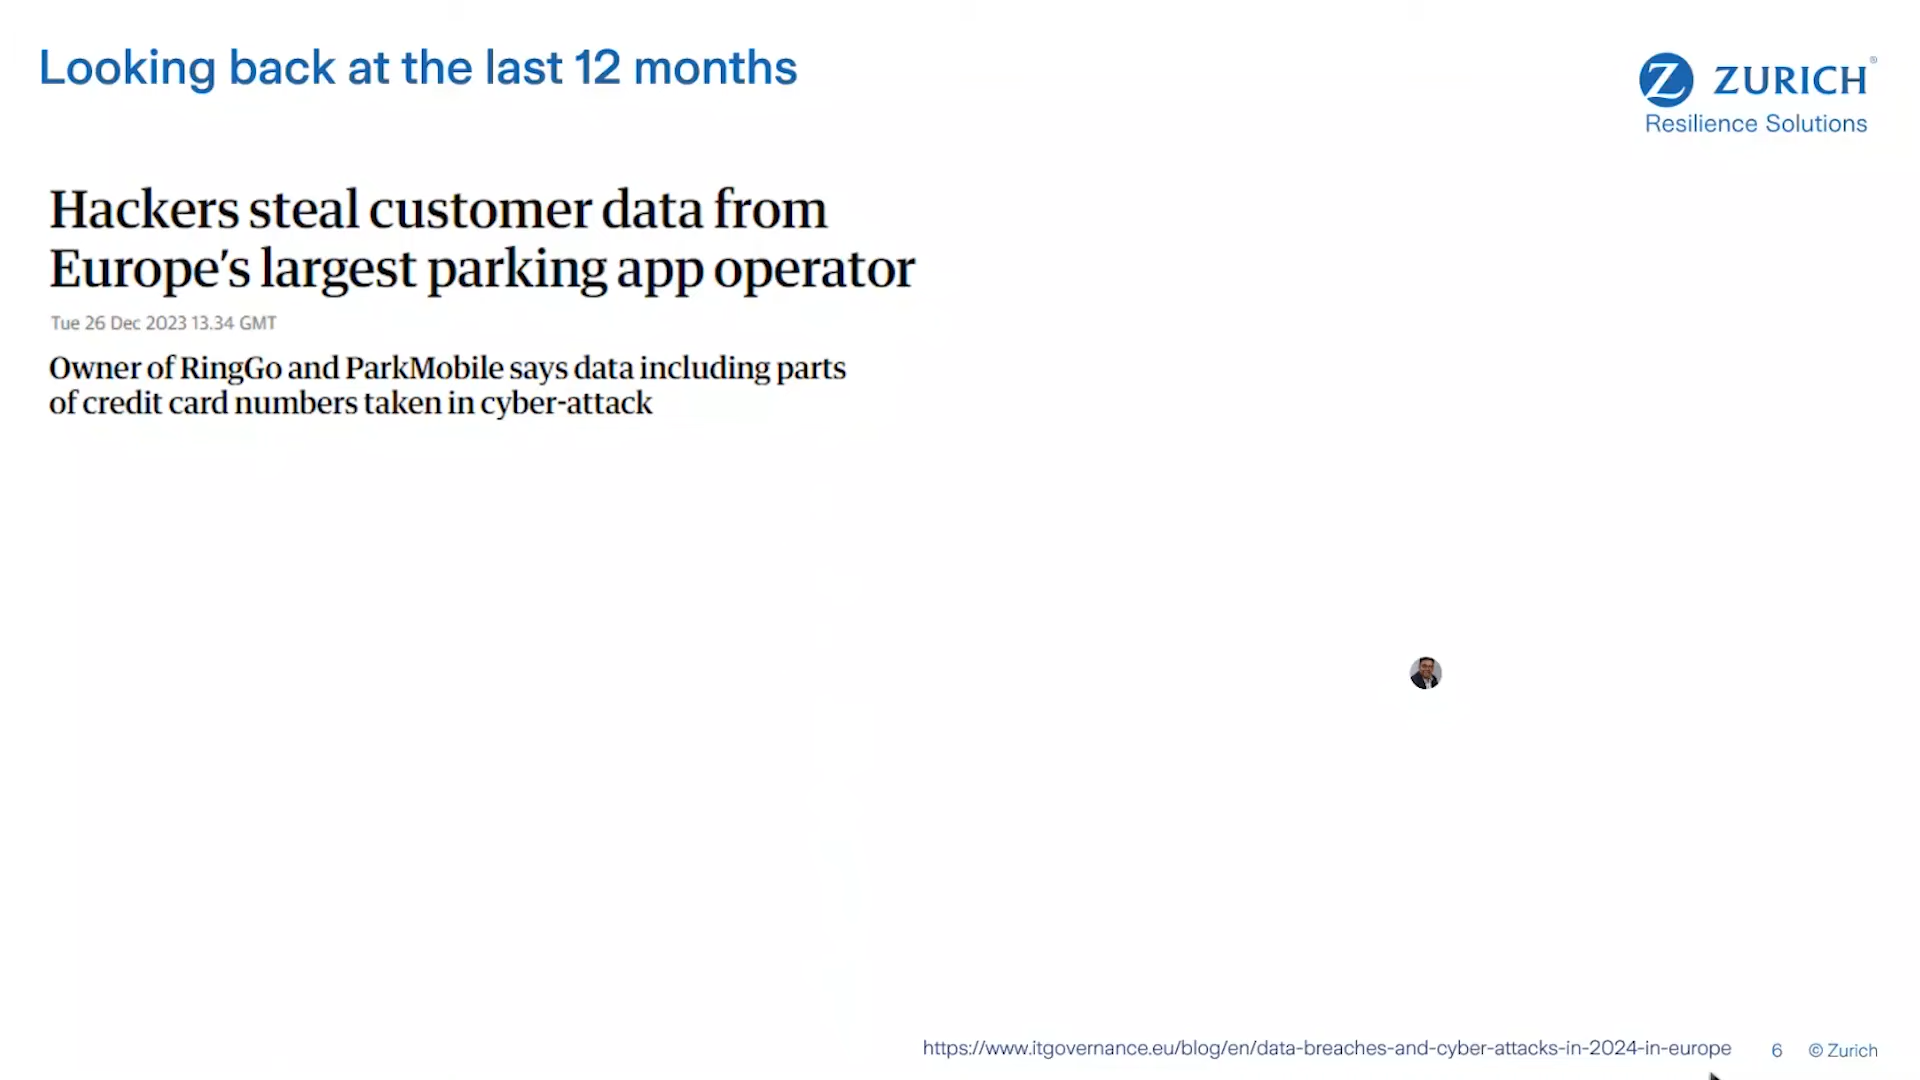 Looking back at the last 12 months
ZURICH®
Resilience Solutions
Hackers steal customer data from
Europe’s largest parking app operator
Tue 26 Dec 2023 13.34 GMT
Owner of RingGo and ParkMobile says data including parts
of credit card numbers taken in cyber-attack
https://www.itgovernance.eu/blog/en/data-breaches-and-cyber-attacks-in-2024-in-europe
6 © Zurich